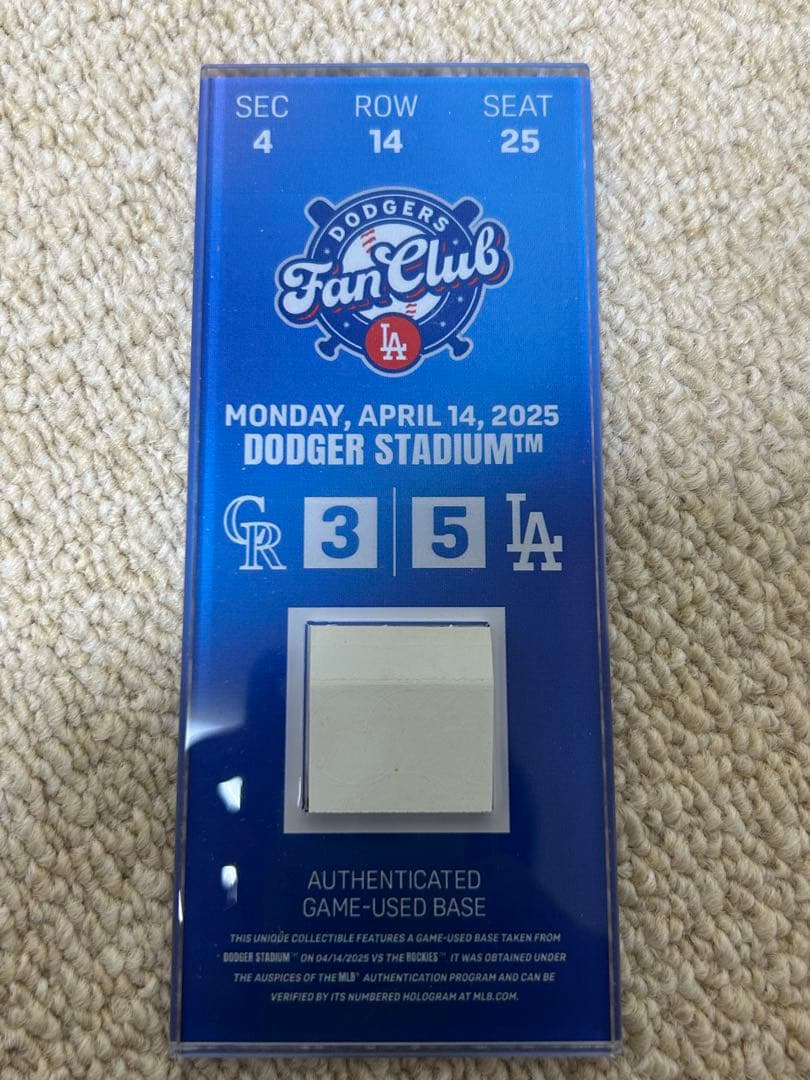 SEC ROW SEAT
4 14 25
DODGERS
Fan Club
LA
MONDAY, APRIL 14, 2025
DODGER STADIUM™
CR 3 5 LA
AUTHENTICATED
GAME-USED BASE
THIS UNIQUE COLLECTIBLE FEATURES A GAME-USED BASE TAKEN FROM
DODGER STADIUM™ ON 04/14/2025 VS THE ROCKIES™ IT WAS OBTAINED UNDER
THE AUSPICES OF THE MLB® AUTHENTICATION PROGRAM AND CAN BE
VERIFIED BY ITS NUMBERED HOLOGRAM AT MLB.COM.